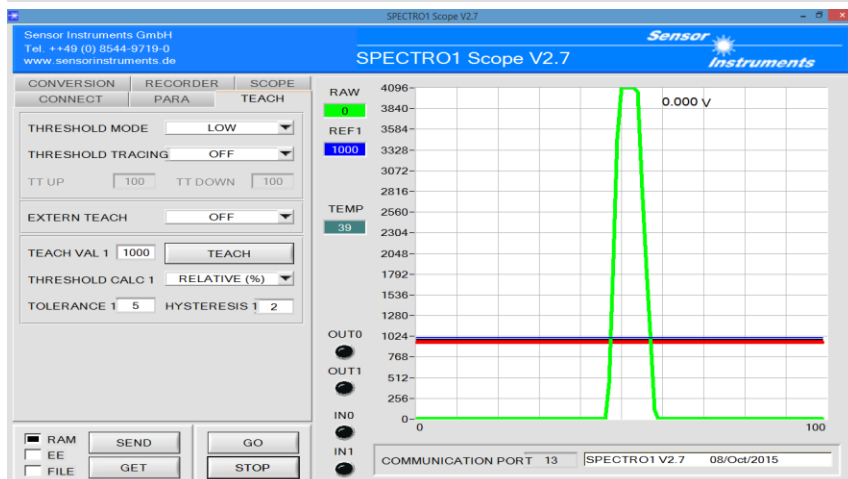 SPECTRO1 Scope V2.7
Sensor Instruments GmbH
Tel. ++49 (0) 8544-9719-0
www.sensorinstruments.de
SPECTRO1 Scope V2.7
Sensor
Instruments
CONVERSION RECORDER SCOPE
CONNECT PARA TEACH
THRESHOLD MODE LOW
THRESHOLD TRACING OFF
TT UP 100 TT DOWN 100
EXTERN TEACH OFF
TEACH VAL 1 1000 TEACH
THRESHOLD CALC 1 RELATIVE (%)
TOLERANCE 1 5 HYSTERESIS 1 2
RAM
EE
FILE
SEND
GO
GET
STOP
RAW
0
REF1
1000
TEMP
39
OUT0
OUT1
IN0
IN1
4096
3840
3584
3328
3072
2816
2560
2304
2048
1792
1536
1280
1024
768
512
256
0
0.000 V
0 100
COMMUNICATION PORT 13 SPECTRO1 V2.7 08/Oct/2015